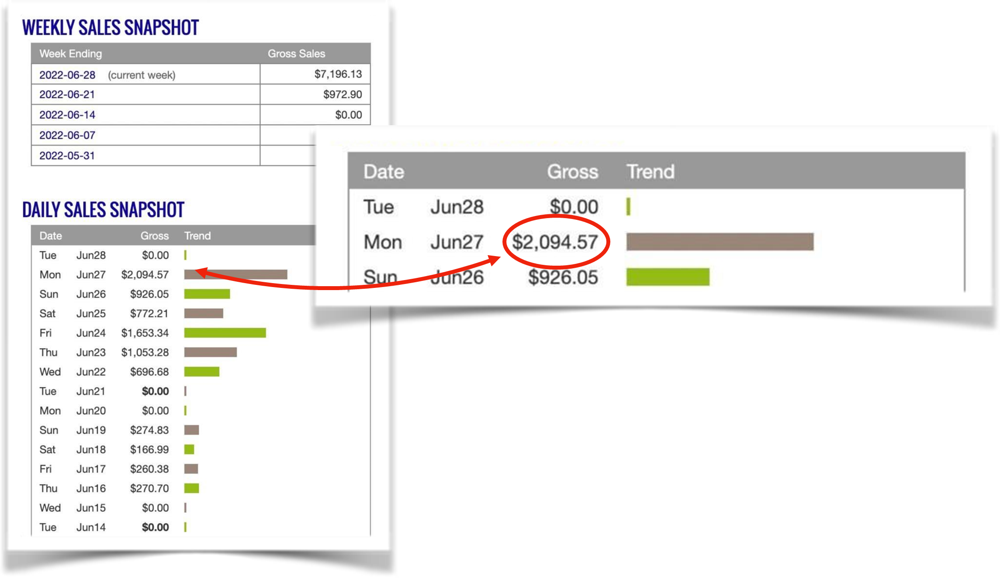 WEEKLY SALES SNAPSHOT
Week Ending Gross Sales
2022-06-28 (current week) $7,196.13
2022-06-21 $972.90
2022-06-14 $0.00
2022-06-07
2022-05-31
DAILY SALES SNAPSHOT
Date Gross Trend
Tue Jun28 $0.00
Mon Jun27 $2,094.57
Sun Jun26 $926.05
Sat Jun25 $772.21
Fri Jun24 $1,653.34
Thu Jun23 $1,053.28
Wed Jun22 $696.68
Tue Jun21 $0.00
Mon Jun20 $0.00
Sun Jun19 $274.83
Sat Jun18 $166.99
Fri Jun17 $260.38
Thu Jun16 $270.70
Wed Jun15 $0.00
Tue Jun14 $0.00
Date Gross Trend
Tue Jun28 $0.00
Mon Jun27 $2,094.57
Sun Jun26 $926.05